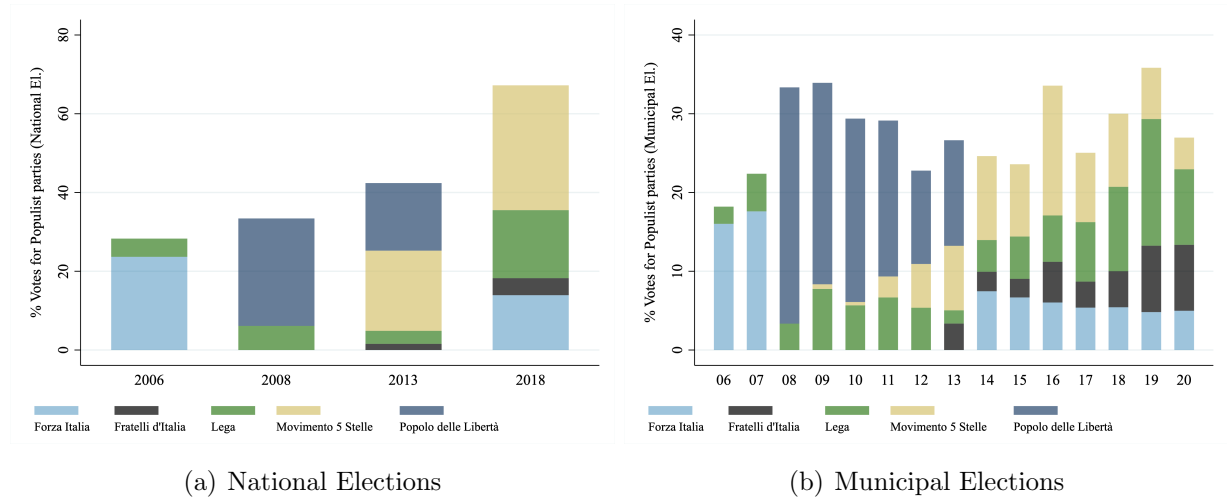 % Votes for Populist parties (National El.)
80
60
40
20
0
2006 2008 2013 2018
Forza Italia Fratelli d'Italia Lega Movimento 5 Stelle Popolo delle Libertà
(a) National Elections
% Votes for Populist parties (Municipal El.)
40
30
20
10
0
06 07 08 09 10 11 12 13 14 15 16 17 18 19 20
Forza Italia Fratelli d'Italia Lega Movimento 5 Stelle Popolo delle Libertà
(b) Municipal Elections